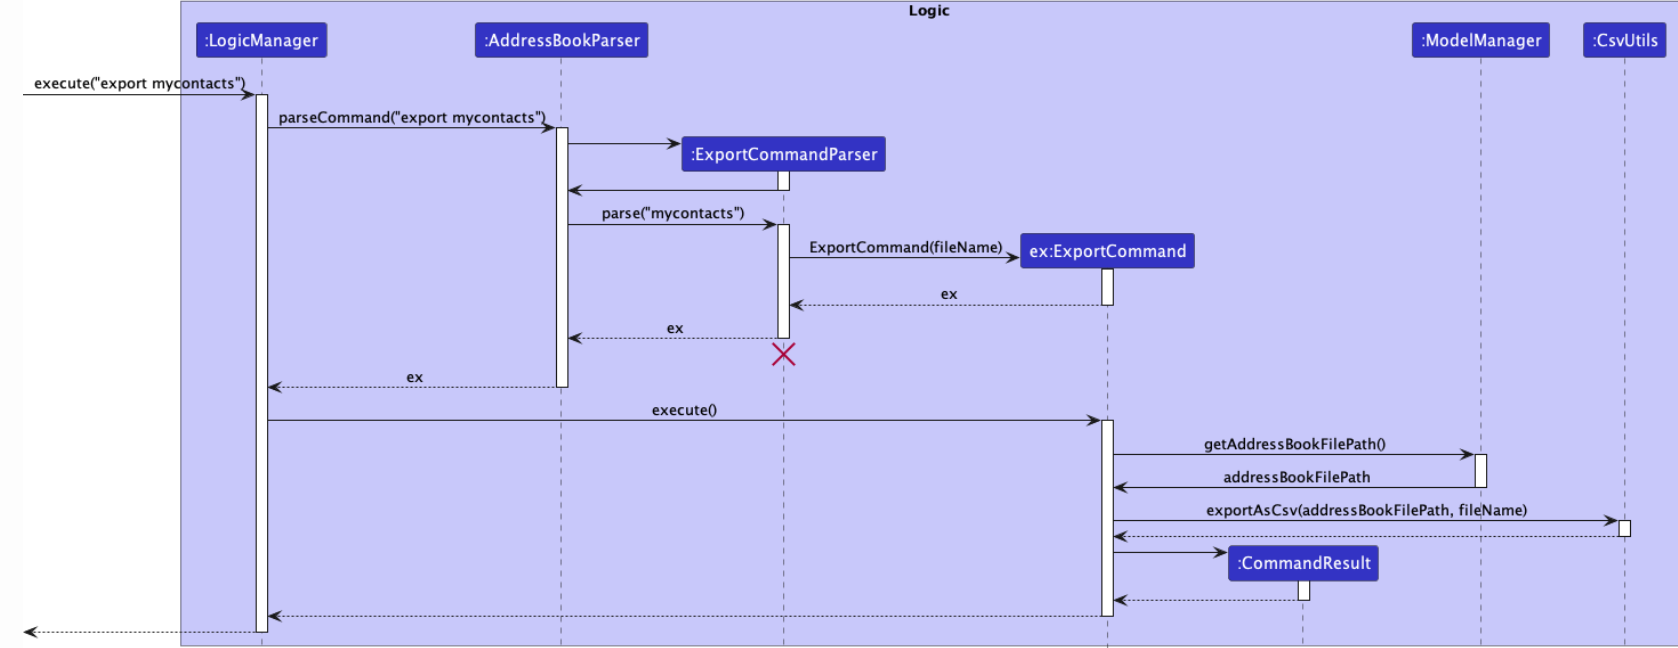 Logic
:LogicManager
:AddressBookParser
:ModelManager
:CsvUtils
execute("export mycontacts")
parseCommand("export mycontacts")
:ExportCommandParser
parse("mycontacts")
ExportCommand(fileName)
ex:ExportCommand
ex
ex
ex
execute()
getAddressBookFilePath()
addressBookFilePath
exportAsCsv(addressBookFilePath, fileName)
:CommandResult